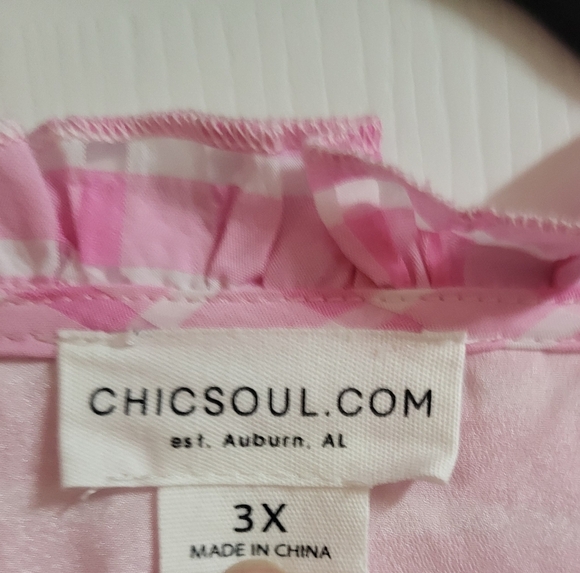 CHICSOUL.COM
est. Auburn, AL
3X
MADE IN CHINA